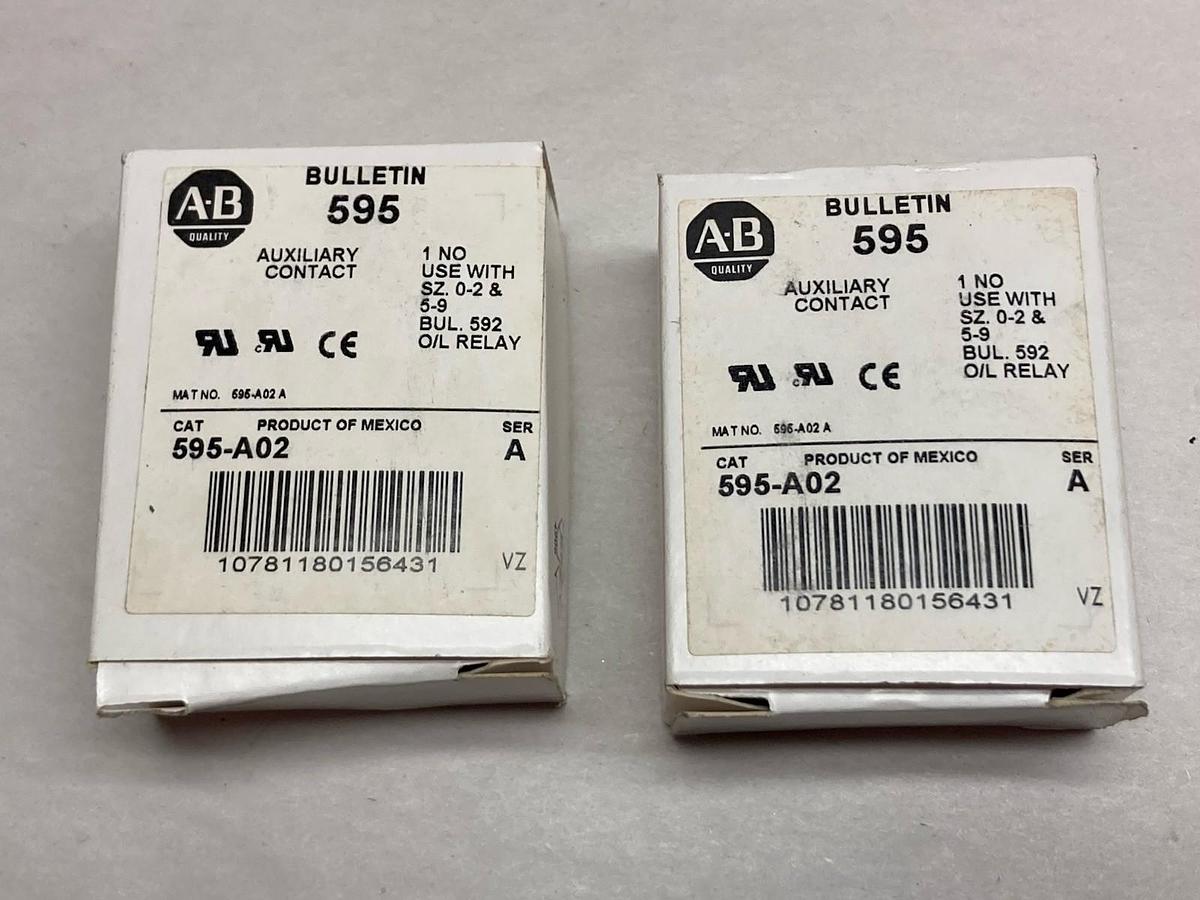 A-B
QUALITY
BULLETIN
595
AUXILIARY
CONTACT
1 NO
USE WITH
SZ. 0-2 &
5-9
BUL. 592
O/L RELAY
MAT NO. 595-A02 A
CAT PRODUCT OF MEXICO SER
595-A02 A
10781180156431 VZ
A-B
QUALITY
BULLETIN
595
AUXILIARY
CONTACT
1 NO
USE WITH
SZ. 0-2 &
5-9
BUL. 592
O/L RELAY
MAT NO. 595-A02 A
CAT PRODUCT OF MEXICO SER
595-A02 A
10781180156431 VZ